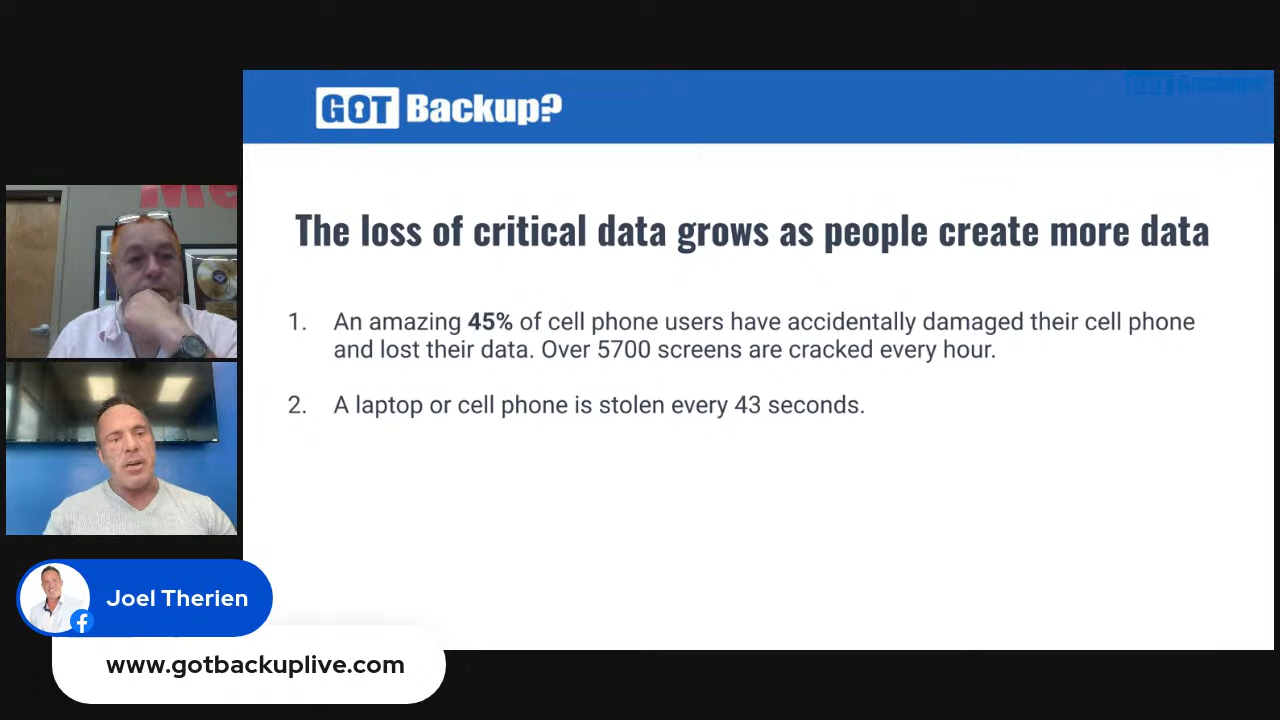 GOT Backup?
The loss of critical data grows as people create more data
1. An amazing 45% of cell phone users have accidentally damaged their cell phone
and lost their data. Over 5700 screens are cracked every hour.
2. A laptop or cell phone is stolen every 43 seconds.
Joel Therien
www.gotbackuplive.com